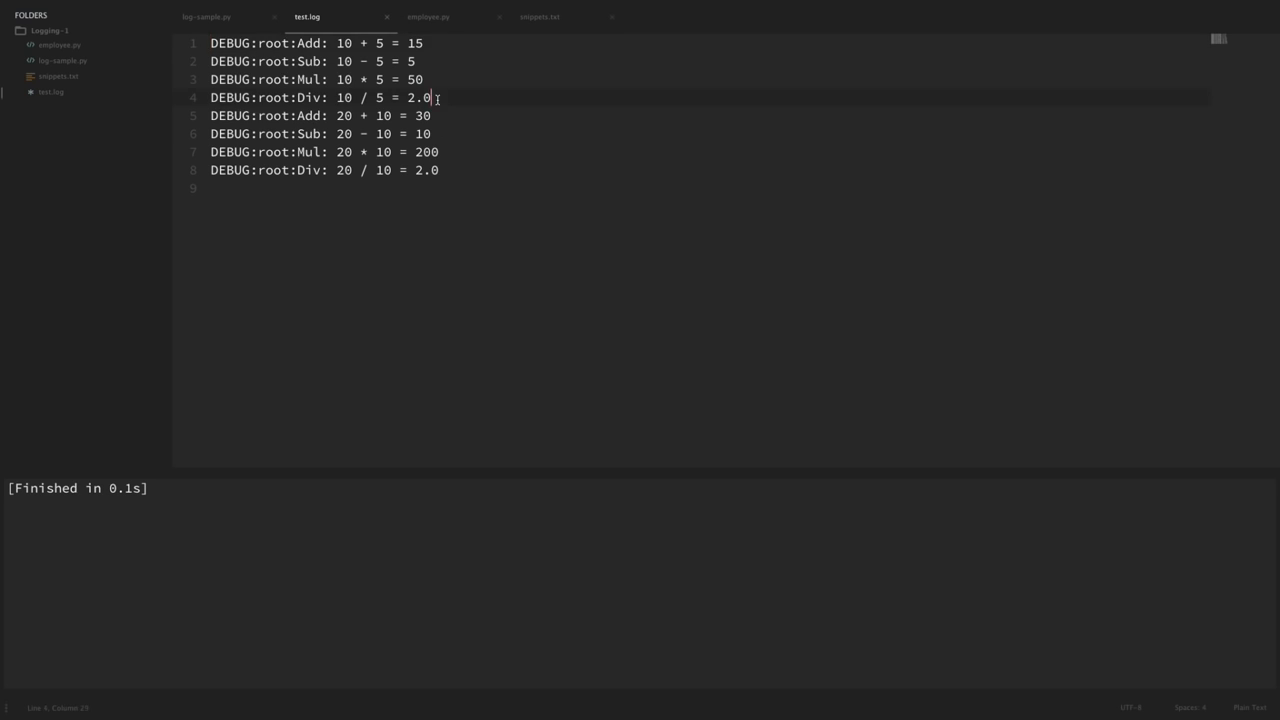 FOLDERS
Logging-1
employee.py
log-sample.py
snippets.txt
test.log
log-sample.py × test.log × employee.py × snippets.txt ×
1 DEBUG:root:Add: 10 + 5 = 15
2 DEBUG:root:Sub: 10 - 5 = 5
3 DEBUG:root:Mul: 10 * 5 = 50
4 DEBUG:root:Div: 10 / 5 = 2.0
5 DEBUG:root:Add: 20 + 10 = 30
6 DEBUG:root:Sub: 20 - 10 = 10
7 DEBUG:root:Mul: 20 * 10 = 200
8 DEBUG:root:Div: 20 / 10 = 2.0
9
[Finished in 0.1s]
Line 4, Column 29 UTF-8 Spaces: 4 Plain Text